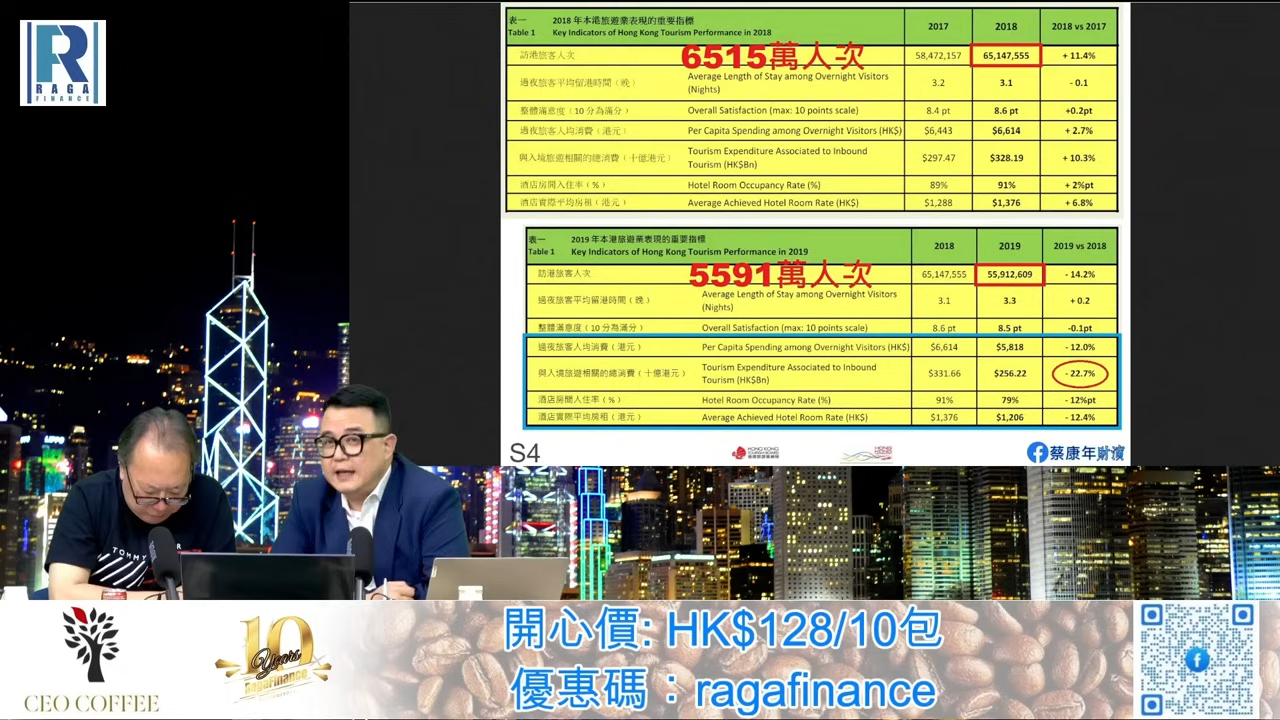 RAGA
FINANCE
表一 2018 年本港旅遊業表現的重要指標
Table 1 Key Indicators of Hong Kong Tourism Performance in 2018 2017 2018 2018 vs 2017
訪港旅客人次 6515萬人次 58,472,157 65,147,555 + 11.4%
過夜旅客平均留港時間（晚） Average Length of Stay among Overnight Visitors (Nights) 3.2 3.1 - 0.1
整體滿意度（10 分為滿分） Overall Satisfaction (max: 10 points scale) 8.4 pt 8.6 pt +0.2pt
過夜旅客人均消費（港元） Per Capita Spending among Overnight Visitors (HK$) $6,443 $6,614 + 2.7%
與入境旅遊相關的總消費（十億港元） Tourism Expenditure Associated to Inbound Tourism (HK$Bn) $297.47 $328.19 + 10.3%
酒店房間入住率（%） Hotel Room Occupancy Rate (%) 89% 91% + 2%pt
酒店實際平均房租（港元） Average Achieved Hotel Room Rate (HK$) $1,288 $1,376 + 6.8%
表一 2019 年本港旅遊業表現的重要指標
Table 1 Key Indicators of Hong Kong Tourism Performance in 2019 2018 2019 2019 vs 2018
訪港旅客人次 5591萬人次 65,147,555 55,912,609 - 14.2%
過夜旅客平均留港時間（晚） Average Length of Stay among Overnight Visitors (Nights) 3.1 3.3 + 0.2
整體滿意度（10 分為滿分） Overall Satisfaction (max: 10 points scale) 8.6 pt 8.5 pt -0.1pt
過夜旅客人均消費（港元） Per Capita Spending among Overnight Visitors (HK$) $6,614 $5,818 - 12.0%
與入境旅遊相關的總消費（十億港元） Tourism Expenditure Associated to Inbound Tourism (HK$Bn) $331.66 $256.22 - 22.7%
酒店房間入住率（%） Hotel Room Occupancy Rate (%) 91% 79% - 12%pt
酒店實際平均房租（港元） Average Achieved Hotel Room Rate (HK$) $1,376 $1,206 - 12.4%
S4
HONG KONG
TOURISM BOARD
蔡康年財演
TOMMY
CEO COFFEE
10
Years
開心價: HK$128/10包
優惠碼：ragafinance